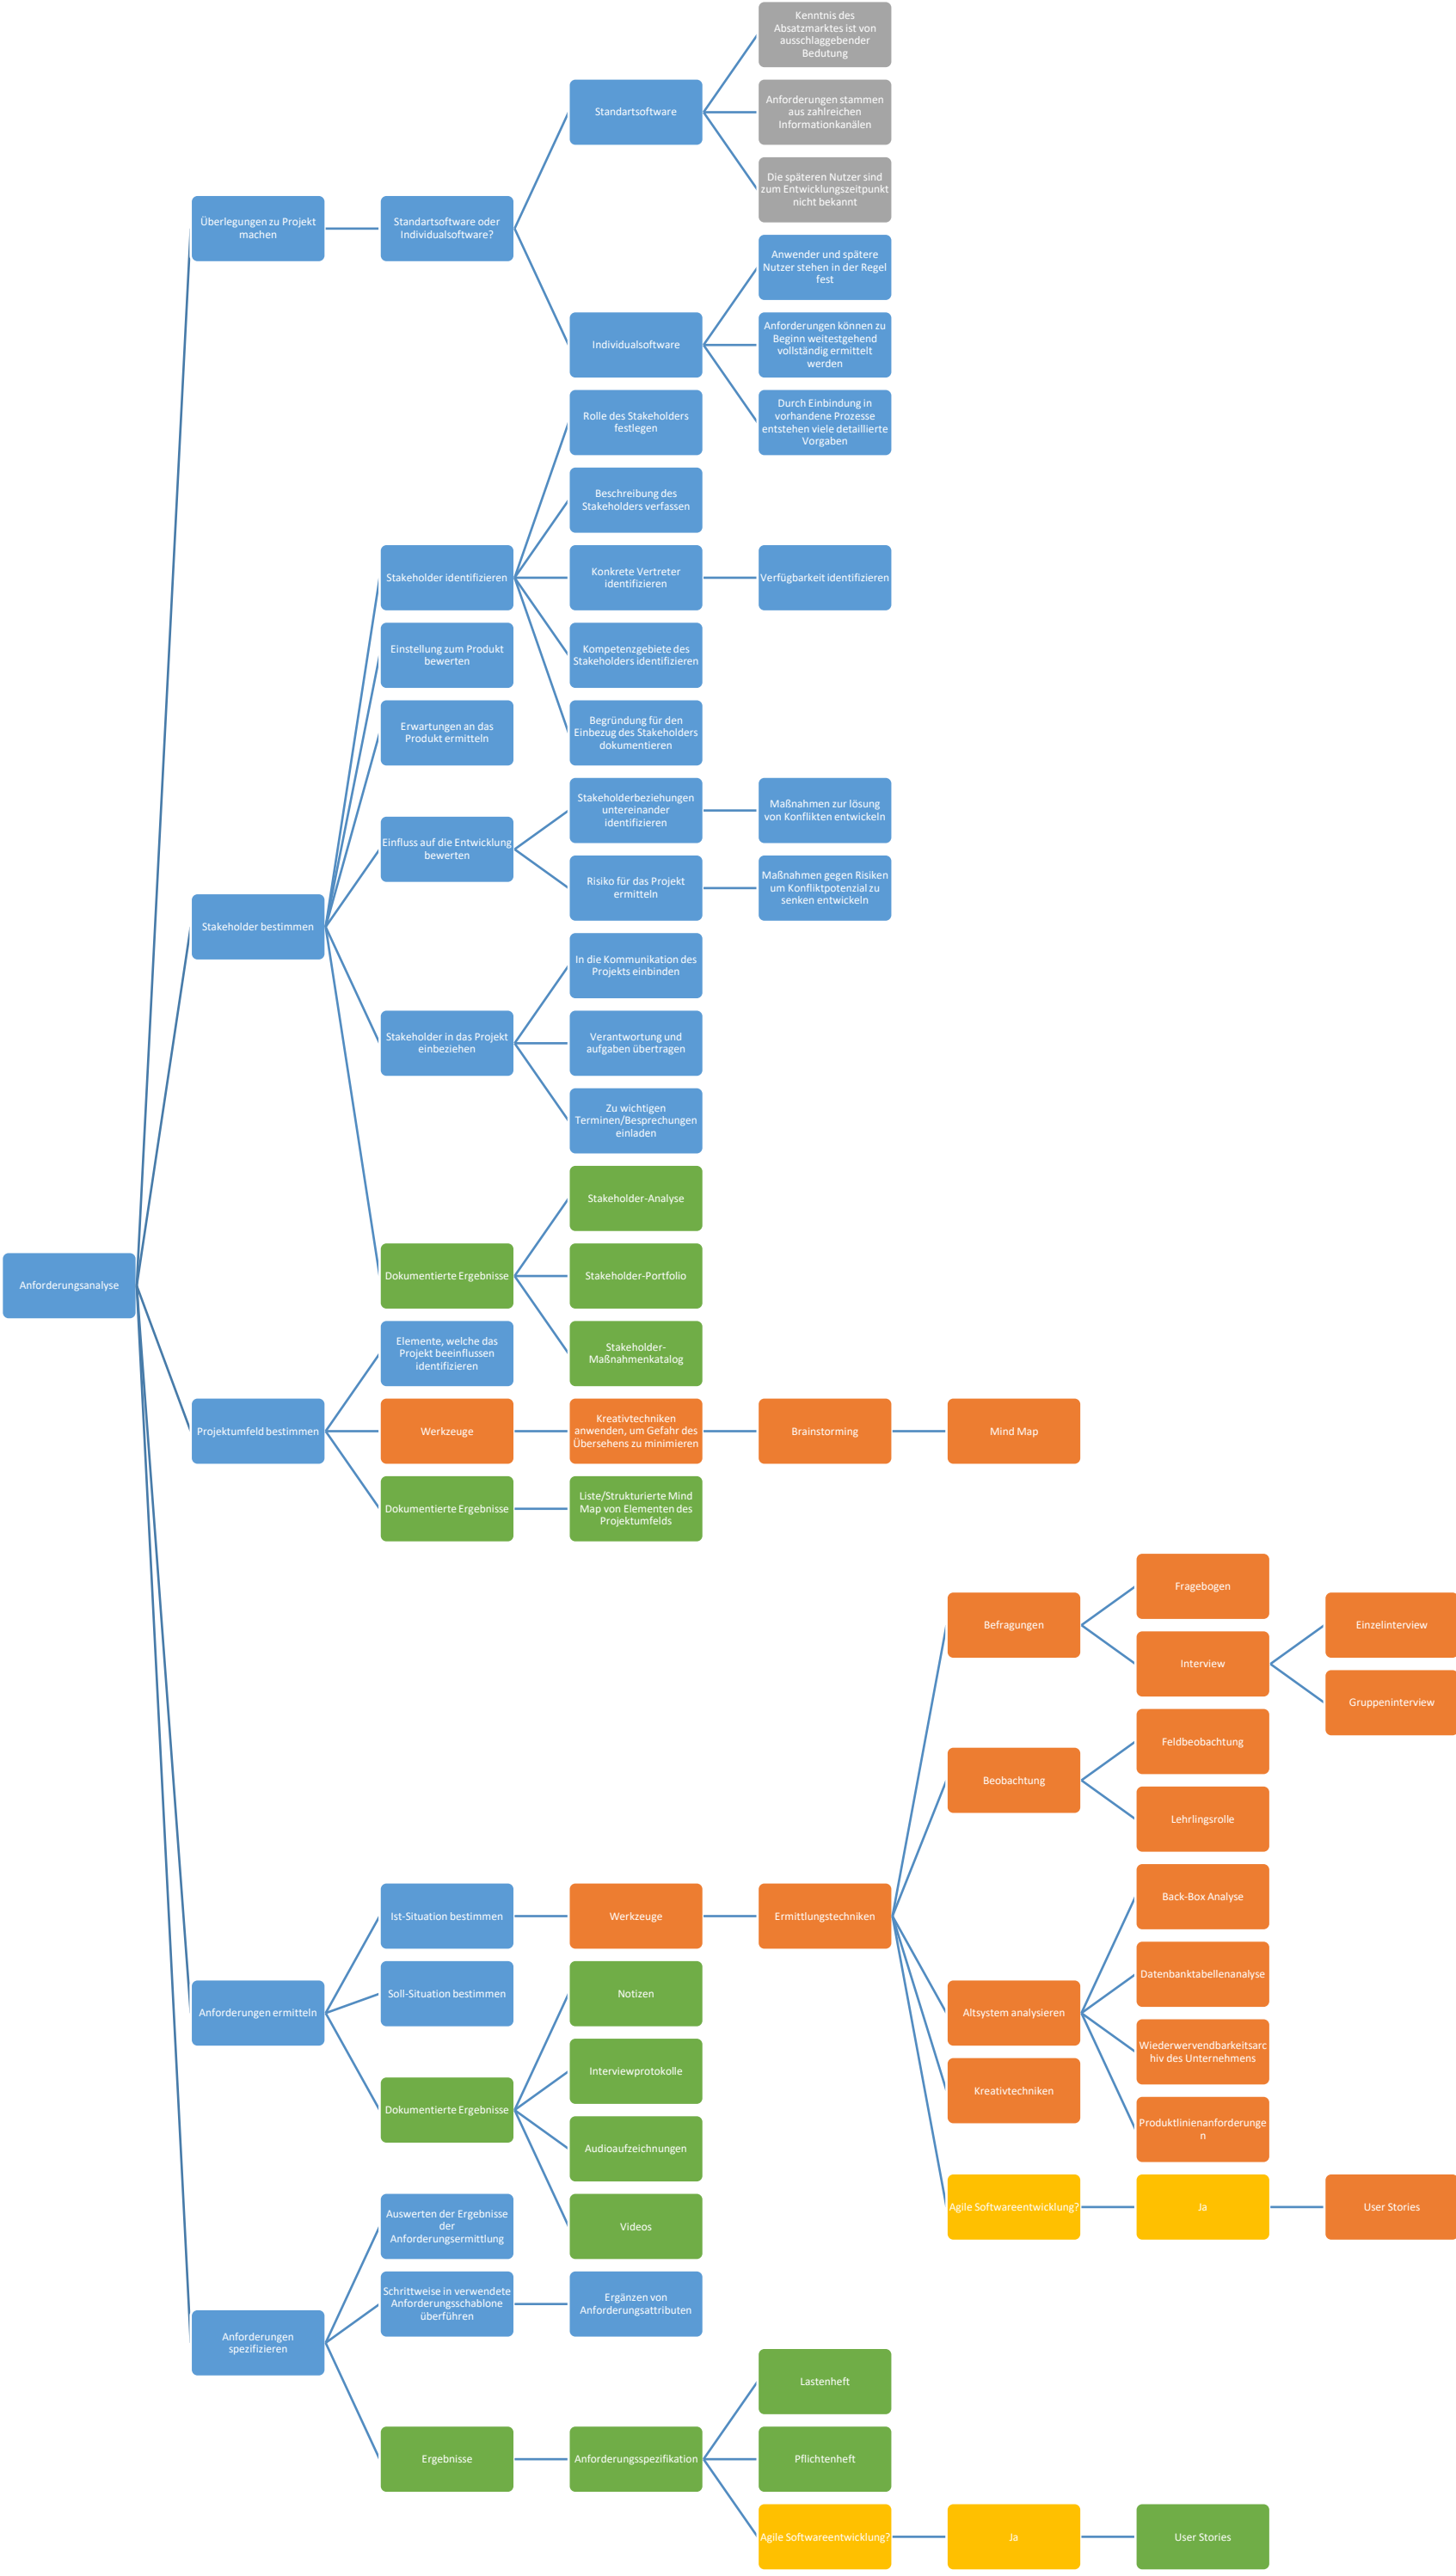 Kenntnis des
Absatzmarktes ist von
ausschlaggebender
Bedutung
Standartsoftware
Anforderungen stammen
aus zahlreichen
Informationkanälen
Die späteren Nutzer sind
zum Entwicklungszeitpunkt
nicht bekannt
Überlegungen zu Projekt
machen
Standartsoftware oder
Individualsoftware?
Anwender und spätere
Nutzer stehen in der Regel
fest
Individualsoftware
Anforderungen können zu
Beginn weitestgehend
vollständig ermittelt
werden
Durch Einbindung in
vorhandene Prozesse
entstehen viele detaillierte
Vorgaben
Rolle des Stakeholders
festlegen
Beschreibung des
Stakeholders verfassen
Stakeholder identifizieren
Konkrete Vertreter
identifizieren
Verfügbarkeit identifizieren
Einstellung zum Produkt
bewerten
Kompetenzgebiete des
Stakeholders identifizieren
Erwartungen an das
Produkt ermitteln
Begründung für den
Einbezug des Stakeholders
dokumentieren
Stakeholderbeziehungen
untereinander
identifizieren
Maßnahmen zur lösung
von Konflikten entwickeln
Einfluss auf die Entwicklung
bewerten
Risiko für das Projekt
ermitteln
Maßnahmen gegen Risiken
um Konfliktpotenzial zu
senken entwickeln
Stakeholder bestimmen
In die Kommunikation des
Projekts einbinden
Stakeholder in das Projekt
einbeziehen
Verantwortung und
aufgaben übertragen
Zu wichtigen
Terminen/Besprechungen
einladen
Stakeholder-Analyse
Anforderungsanalyse
Dokumentierte Ergebnisse
Stakeholder-Portfolio
Elemente, welche das
Projekt beeinflussen
identifizieren
Stakeholder-
Maßnahmenkatalog
Projektumfeld bestimmen
Werkzeuge
Kreativtechniken
anwenden, um Gefahr des
Übersehens zu minimieren
Brainstorming
Mind Map
Dokumentierte Ergebnisse
Liste/Strukturierte Mind
Map von Elementen des
Projektumfelds
Fragebogen
Befragungen
Einzelinterview
Interview
Gruppeninterview
Feldbeobachtung
Beobachtung
Lehrlingsrolle
Back-Box Analyse
Ist-Situation bestimmen
Werkzeuge
Ermittlungstechniken
Datenbanktabellenanalyse
Soll-Situation bestimmen
Notizen
Anforderungen ermitteln
Altsystem analysieren
Wiederwervendbarkeitsarc
hiv des Unternehmens
Interviewprotokolle
Kreativtechniken
Dokumentierte Ergebnisse
Produktlinienanforderunge
n
Audioaufzeichnungen
Agile Softwareentwicklung?
Ja
User Stories
Auswerten der Ergebnisse
der
Anforderungsermittlung
Videos
Schrittweise in verwendete
Anforderungsschablone
überführen
Ergänzen von
Anforderungsattributen
Anforderungen
spezifizieren
Lastenheft
Ergebnisse
Anforderungsspezifikation
Pflichtenheft
Agile Softwareentwicklung?
Ja
User Stories